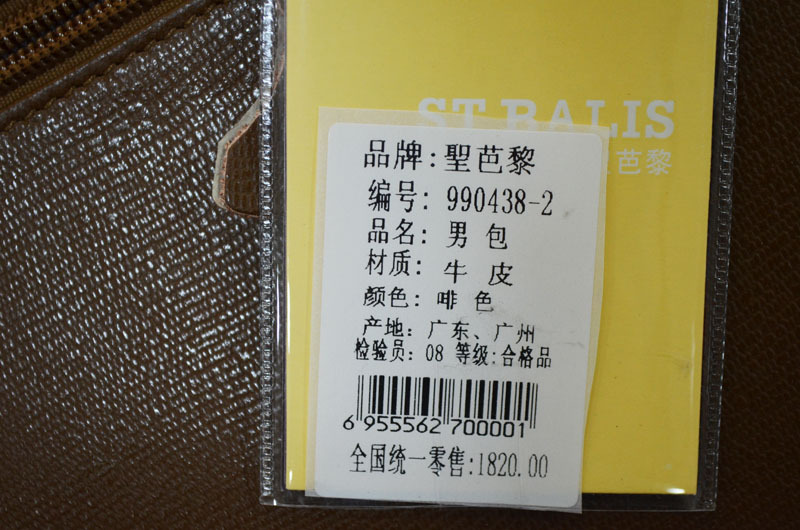 ST.BALIS
芭黎
品牌:聖芭黎
编号: 990438-2
品名: 男 包
材质: 牛 皮
颜色: 啡 色
产地: 广东、广州
检验员: 08 等级:合格品
6 955562 700001
全国统一零售:1820.00